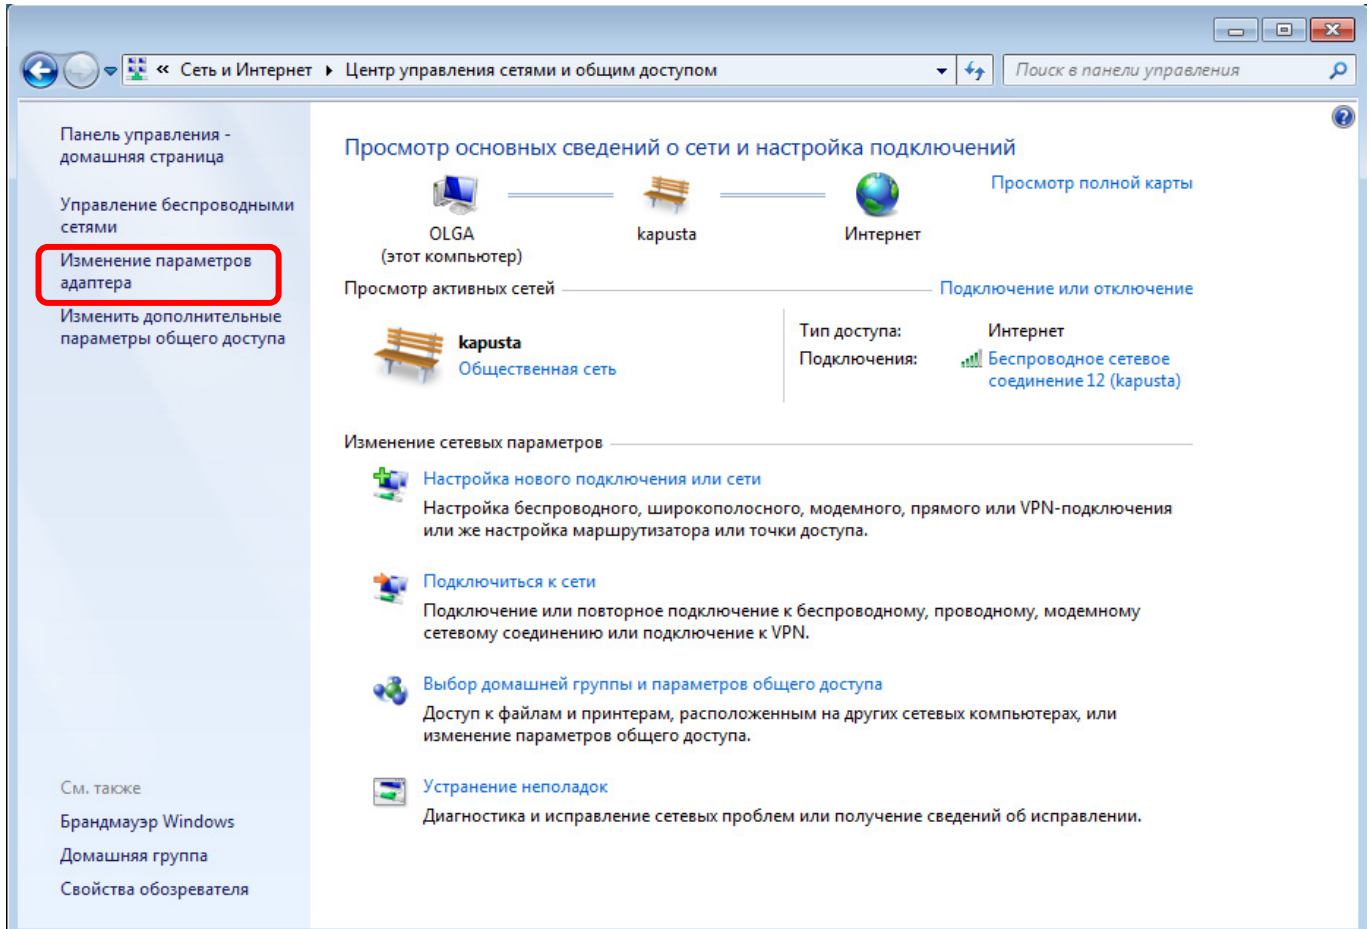 « Сеть и Интернет ▸ Центр управления сетями и общим доступом
Поиск в панели управления
Панель управления -
домашняя страница
Управление беспроводными
сетями
Изменение параметров
адаптера
Изменить дополнительные
параметры общего доступа
См. также
Брандмауэр Windows
Домашняя группа
Свойства обозревателя
Просмотр основных сведений о сети и настройка подключений
Просмотр полной карты
OLGA
(этот компьютер)
kapusta
Интернет
Просмотр активных сетей
Подключение или отключение
kapusta
Общественная сеть
Тип доступа: Интернет
Подключения: Беспроводное сетевое
соединение 12 (kapusta)
Изменение сетевых параметров
Настройка нового подключения или сети
Настройка беспроводного, широкополосного, модемного, прямого или VPN-подключения
или же настройка маршрутизатора или точки доступа.
Подключиться к сети
Подключение или повторное подключение к беспроводному, проводному, модемному
сетевому соединению или подключение к VPN.
Выбор домашней группы и параметров общего доступа
Доступ к файлам и принтерам, расположенным на других сетевых компьютерах, или
изменение параметров общего доступа.
Устранение неполадок
Диагностика и исправление сетевых проблем или получение сведений об исправлении.